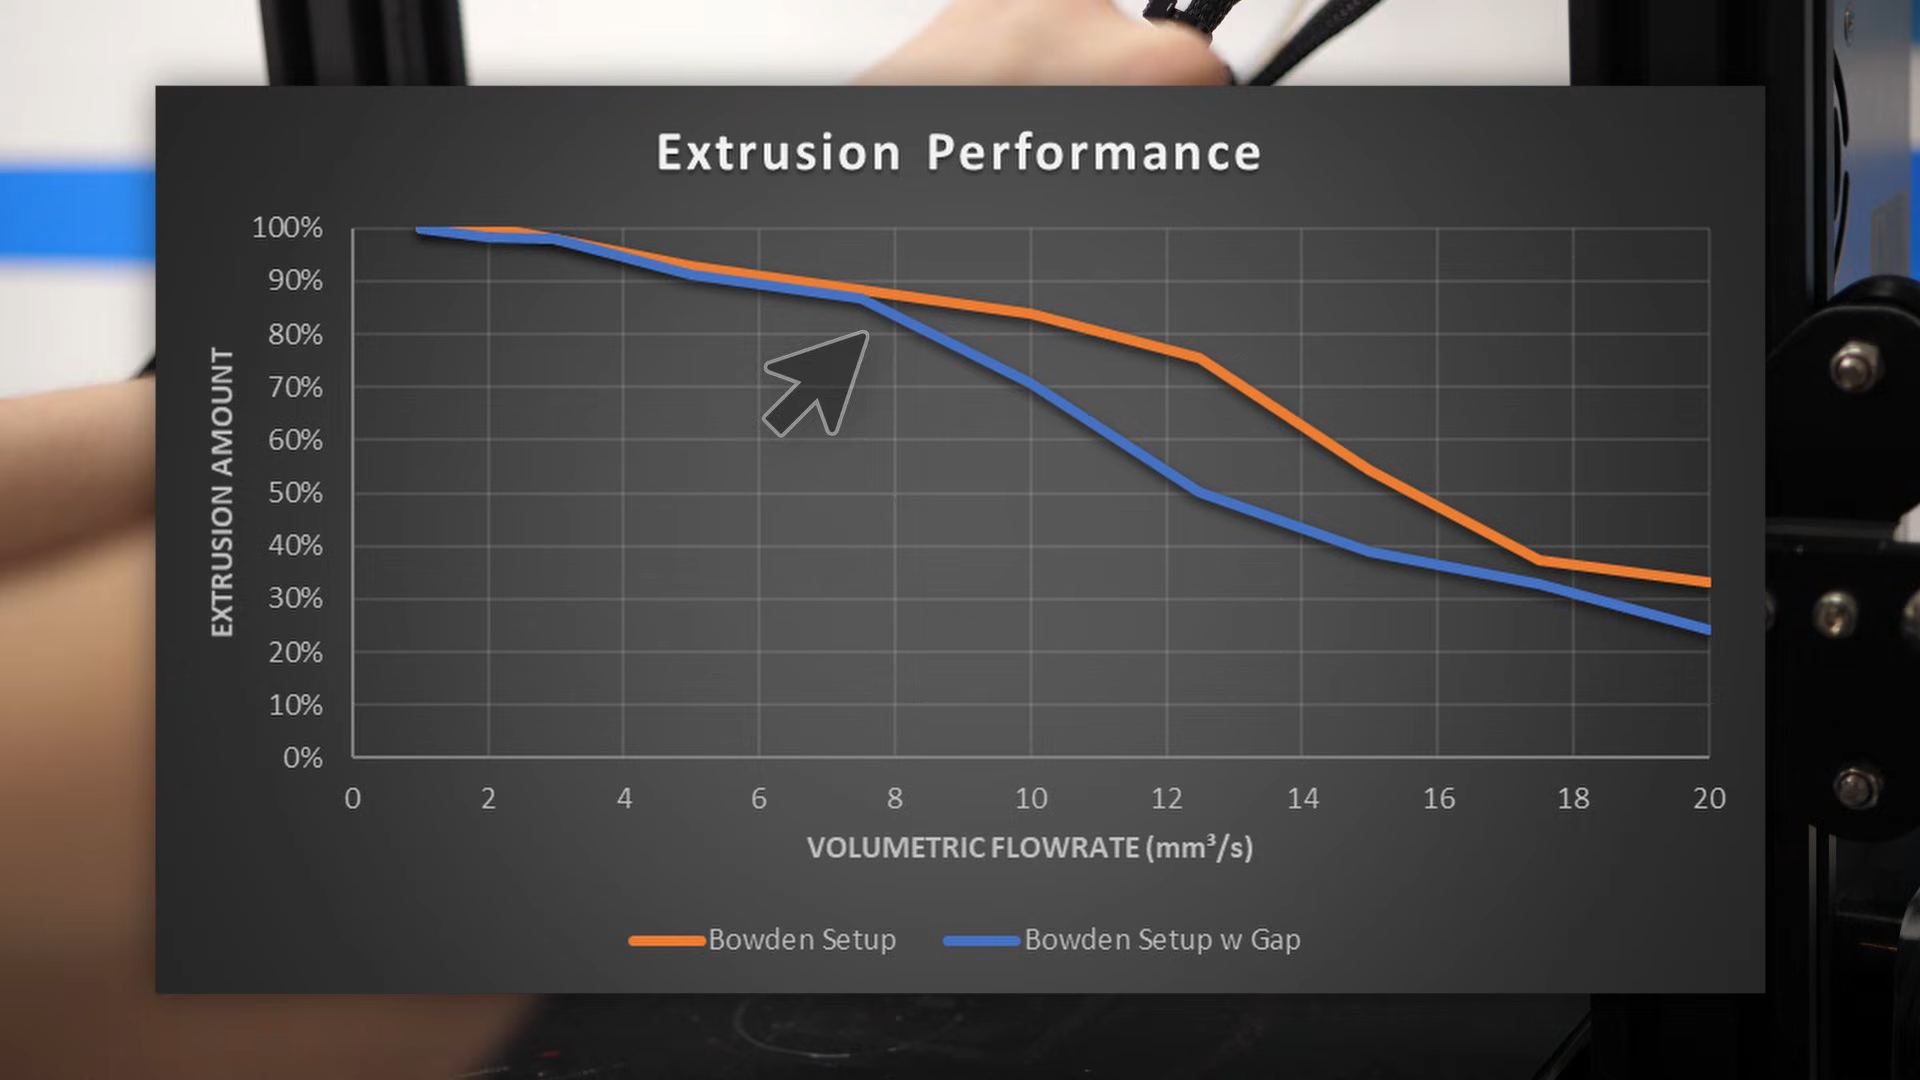 Extrusion Performance
100%
90%
80%
70%
60%
50%
40%
30%
20%
10%
0%
EXTRUSION AMOUNT
0 2 4 6 8 10 12 14 16 18 20
VOLUMETRIC FLOWRATE (mm³/s)
Bowden Setup Bowden Setup w Gap